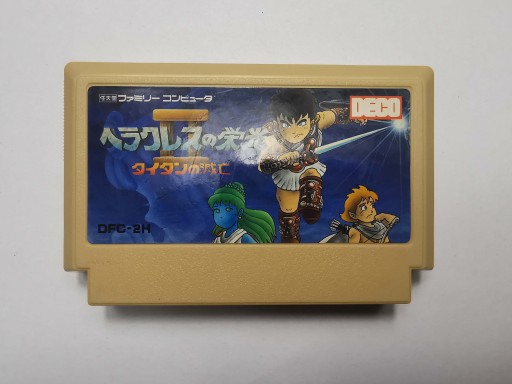 任天堂 ファミリー コンピュータ
DECO
II
ヘラクレスの栄光
タイタンの滅亡
DFC-2H